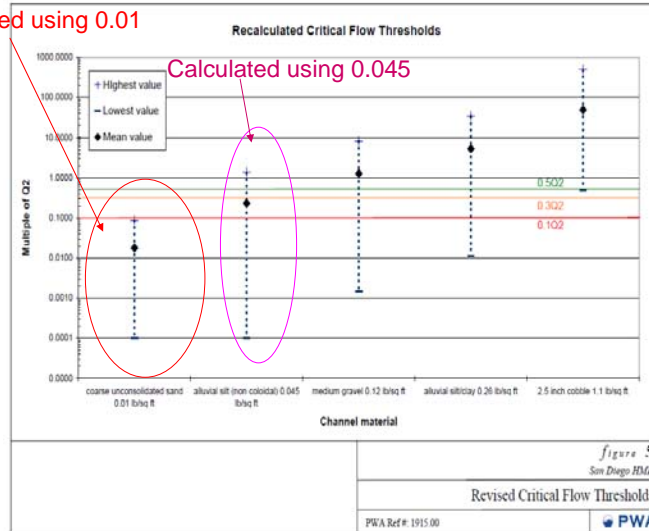 ed using 0.01
Recalculated Critical Flow Thresholds
Calculated using 0.045
Highest value
Lowest value
Mean value
Multiple of Q2
1000.0000
100.0000
10.0000
1.0000
0.1000
0.0100
0.0010
0.0001
0.0000
0.5Q2
0.3Q2
0.1Q2
coarse unconsolidated sand
0.01 lb/sq ft
alluvial silt (non coloidal) 0.045
lb/sq ft
medium gravel 0.12 lb/sq ft
alluvial silt/clay 0.26 lb/sq ft
2.5 inch cobble 1.1 lb/sq ft
Channel material
figure 5
San Diego HM
Revised Critical Flow Threshold
PWA Ref#: 1915.00
PWA